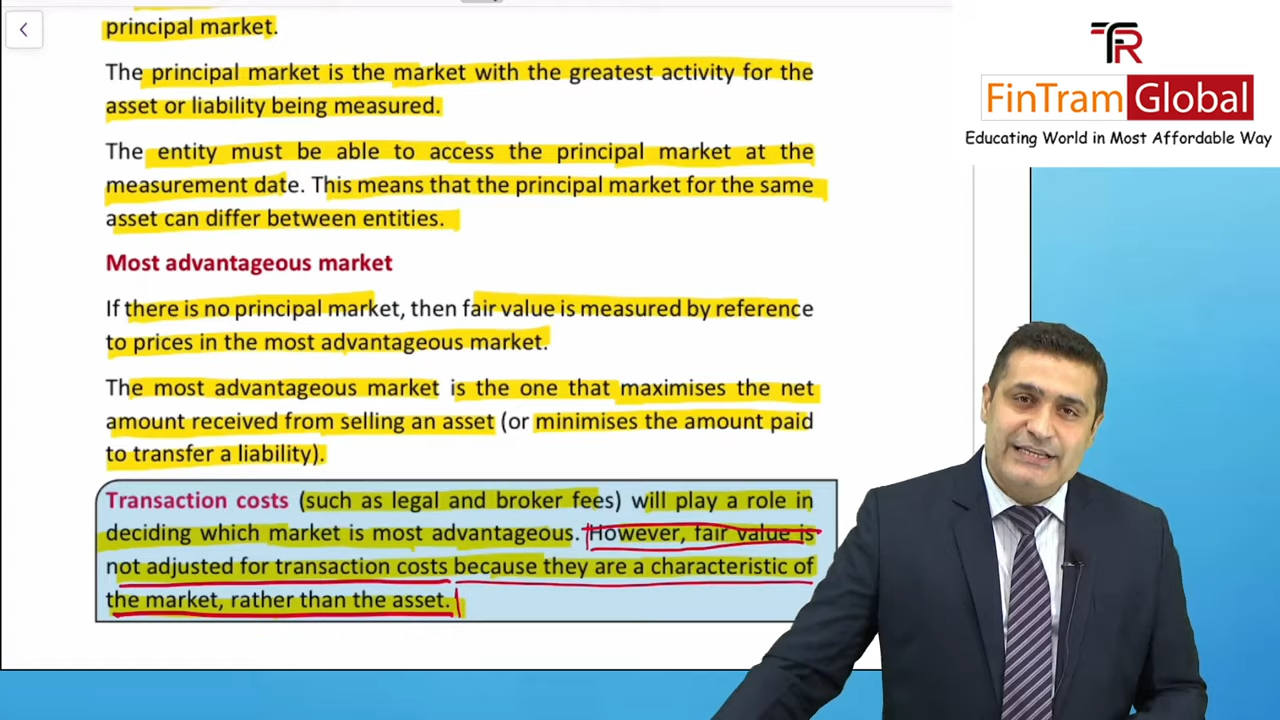 principal market.
The principal market is the market with the greatest activity for the
asset or liability being measured.
The entity must be able to access the principal market at the
measurement date. This means that the principal market for the same
asset can differ between entities.
Most advantageous market
If there is no principal market, then fair value is measured by reference
to prices in the most advantageous market.
The most advantageous market is the one that maximises the net
amount received from selling an asset (or minimises the amount paid
to transfer a liability).
Transaction costs (such as legal and broker fees) will play a role in
deciding which market is most advantageous. However, fair value is
not adjusted for transaction costs because they are a characteristic of
the market, rather than the asset.
FinTram Global
Educating World in Most Affordable Way